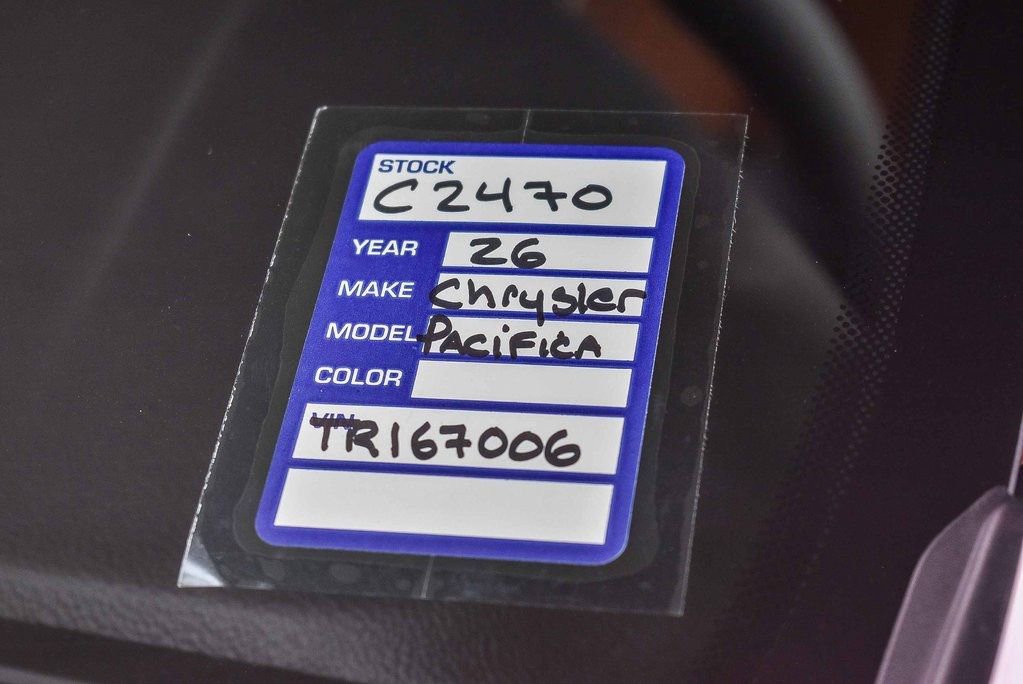 STOCK
C2470
YEAR 26
MAKE Chrysler
MODEL PACIFICA
COLOR
VIN
TR167006